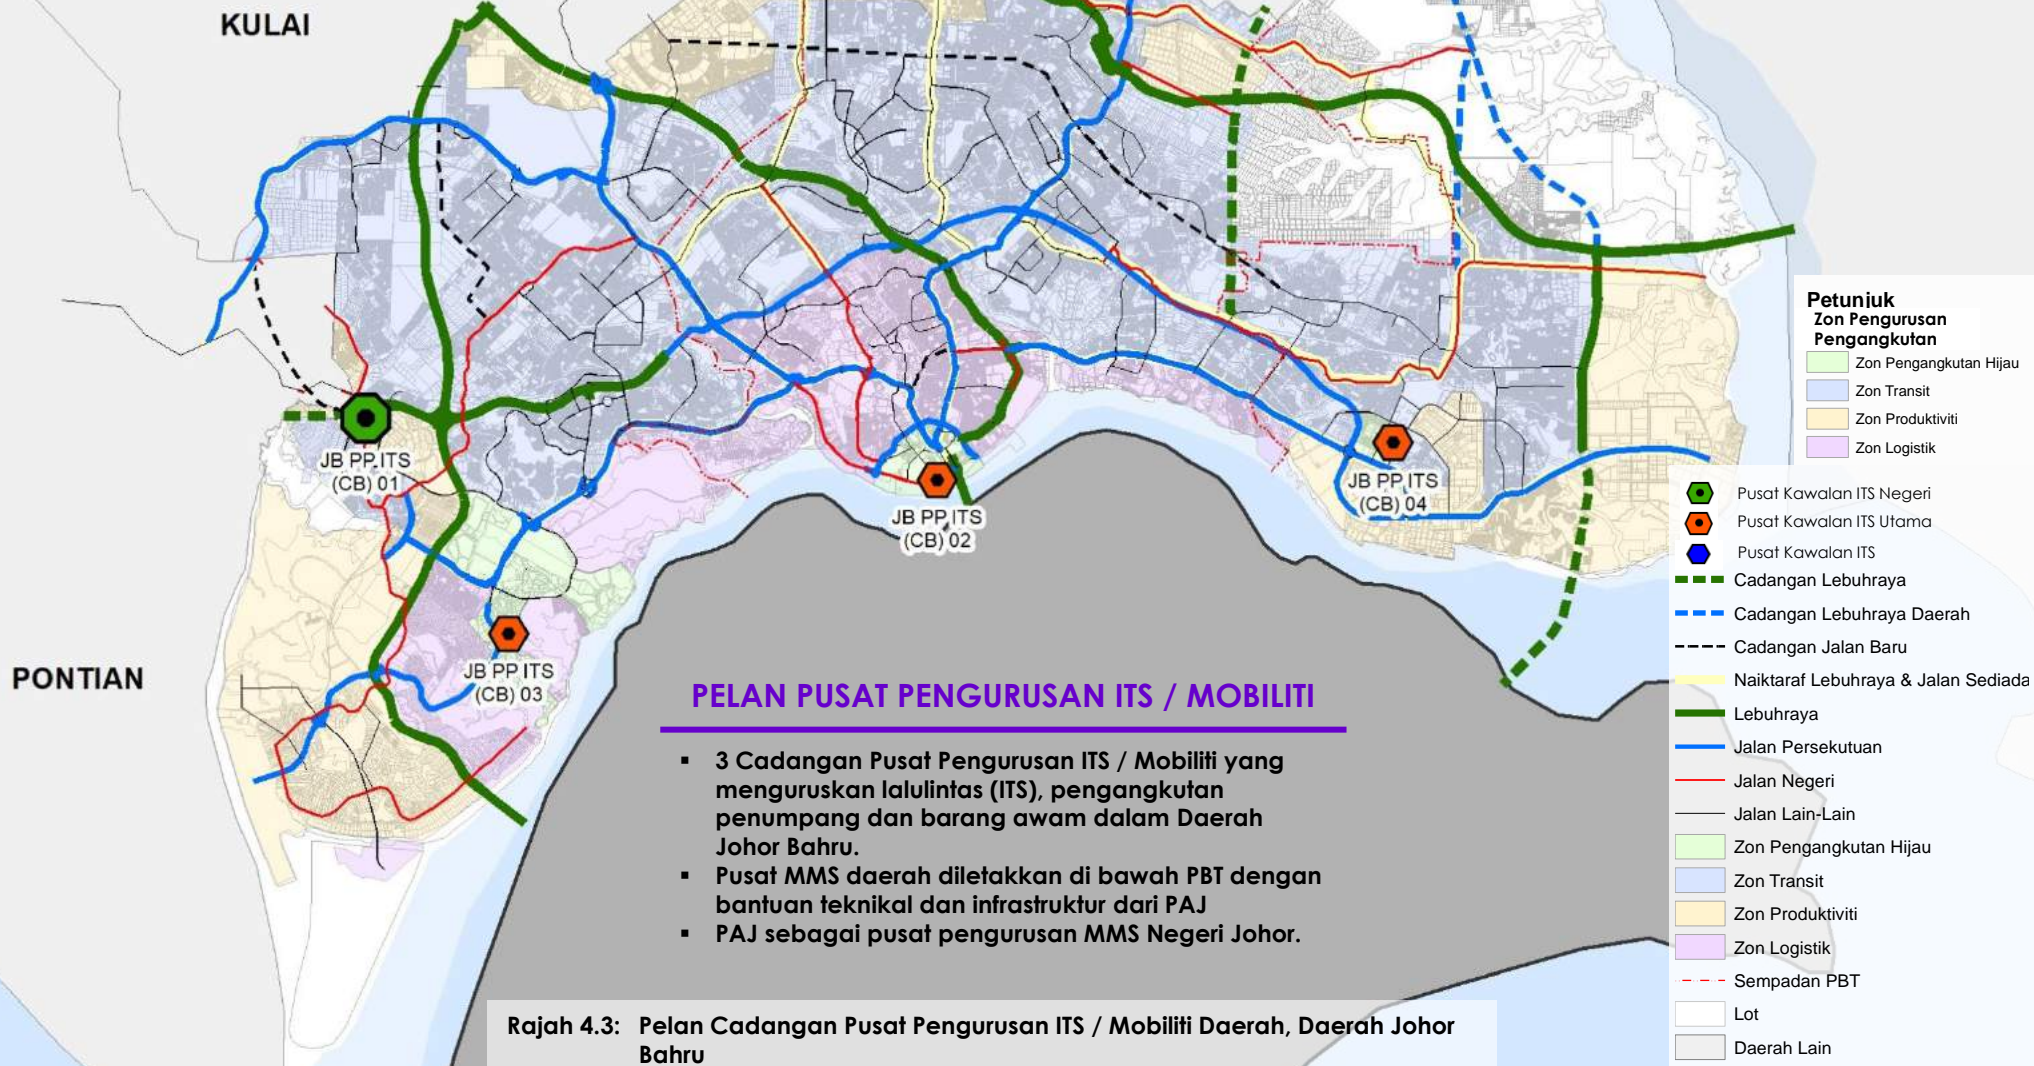 KULAI
PONTIAN
JB PP ITS
(CB) 01
JB PP ITS
(CB) 02
JB PP ITS
(CB) 03
JB PP ITS
(CB) 04
PELAN PUSAT PENGURUSAN ITS / MOBILITI
▪ 3 Cadangan Pusat Pengurusan ITS / Mobiliti yang
menguruskan lalulintas (ITS), pengangkutan
penumpang dan barang awam dalam Daerah
Johor Bahru.
▪ Pusat MMS daerah diletakkan di bawah PBT dengan
bantuan teknikal dan infrastruktur dari PAJ
▪ PAJ sebagai pusat pengurusan MMS Negeri Johor.
Rajah 4.3: Pelan Cadangan Pusat Pengurusan ITS / Mobiliti Daerah, Daerah Johor
Bahru
Petunjuk
Zon Pengurusan
Pengangkutan
Zon Pengangkutan Hijau
Zon Transit
Zon Produktiviti
Zon Logistik
Pusat Kawalan ITS Negeri
Pusat Kawalan ITS Utama
Pusat Kawalan ITS
Cadangan Lebuhraya
Cadangan Lebuhraya Daerah
Cadangan Jalan Baru
Naiktaraf Lebuhraya & Jalan Sediada
Lebuhraya
Jalan Persekutuan
Jalan Negeri
Jalan Lain-Lain
Zon Pengangkutan Hijau
Zon Transit
Zon Produktiviti
Zon Logistik
Sempadan PBT
Lot
Daerah Lain